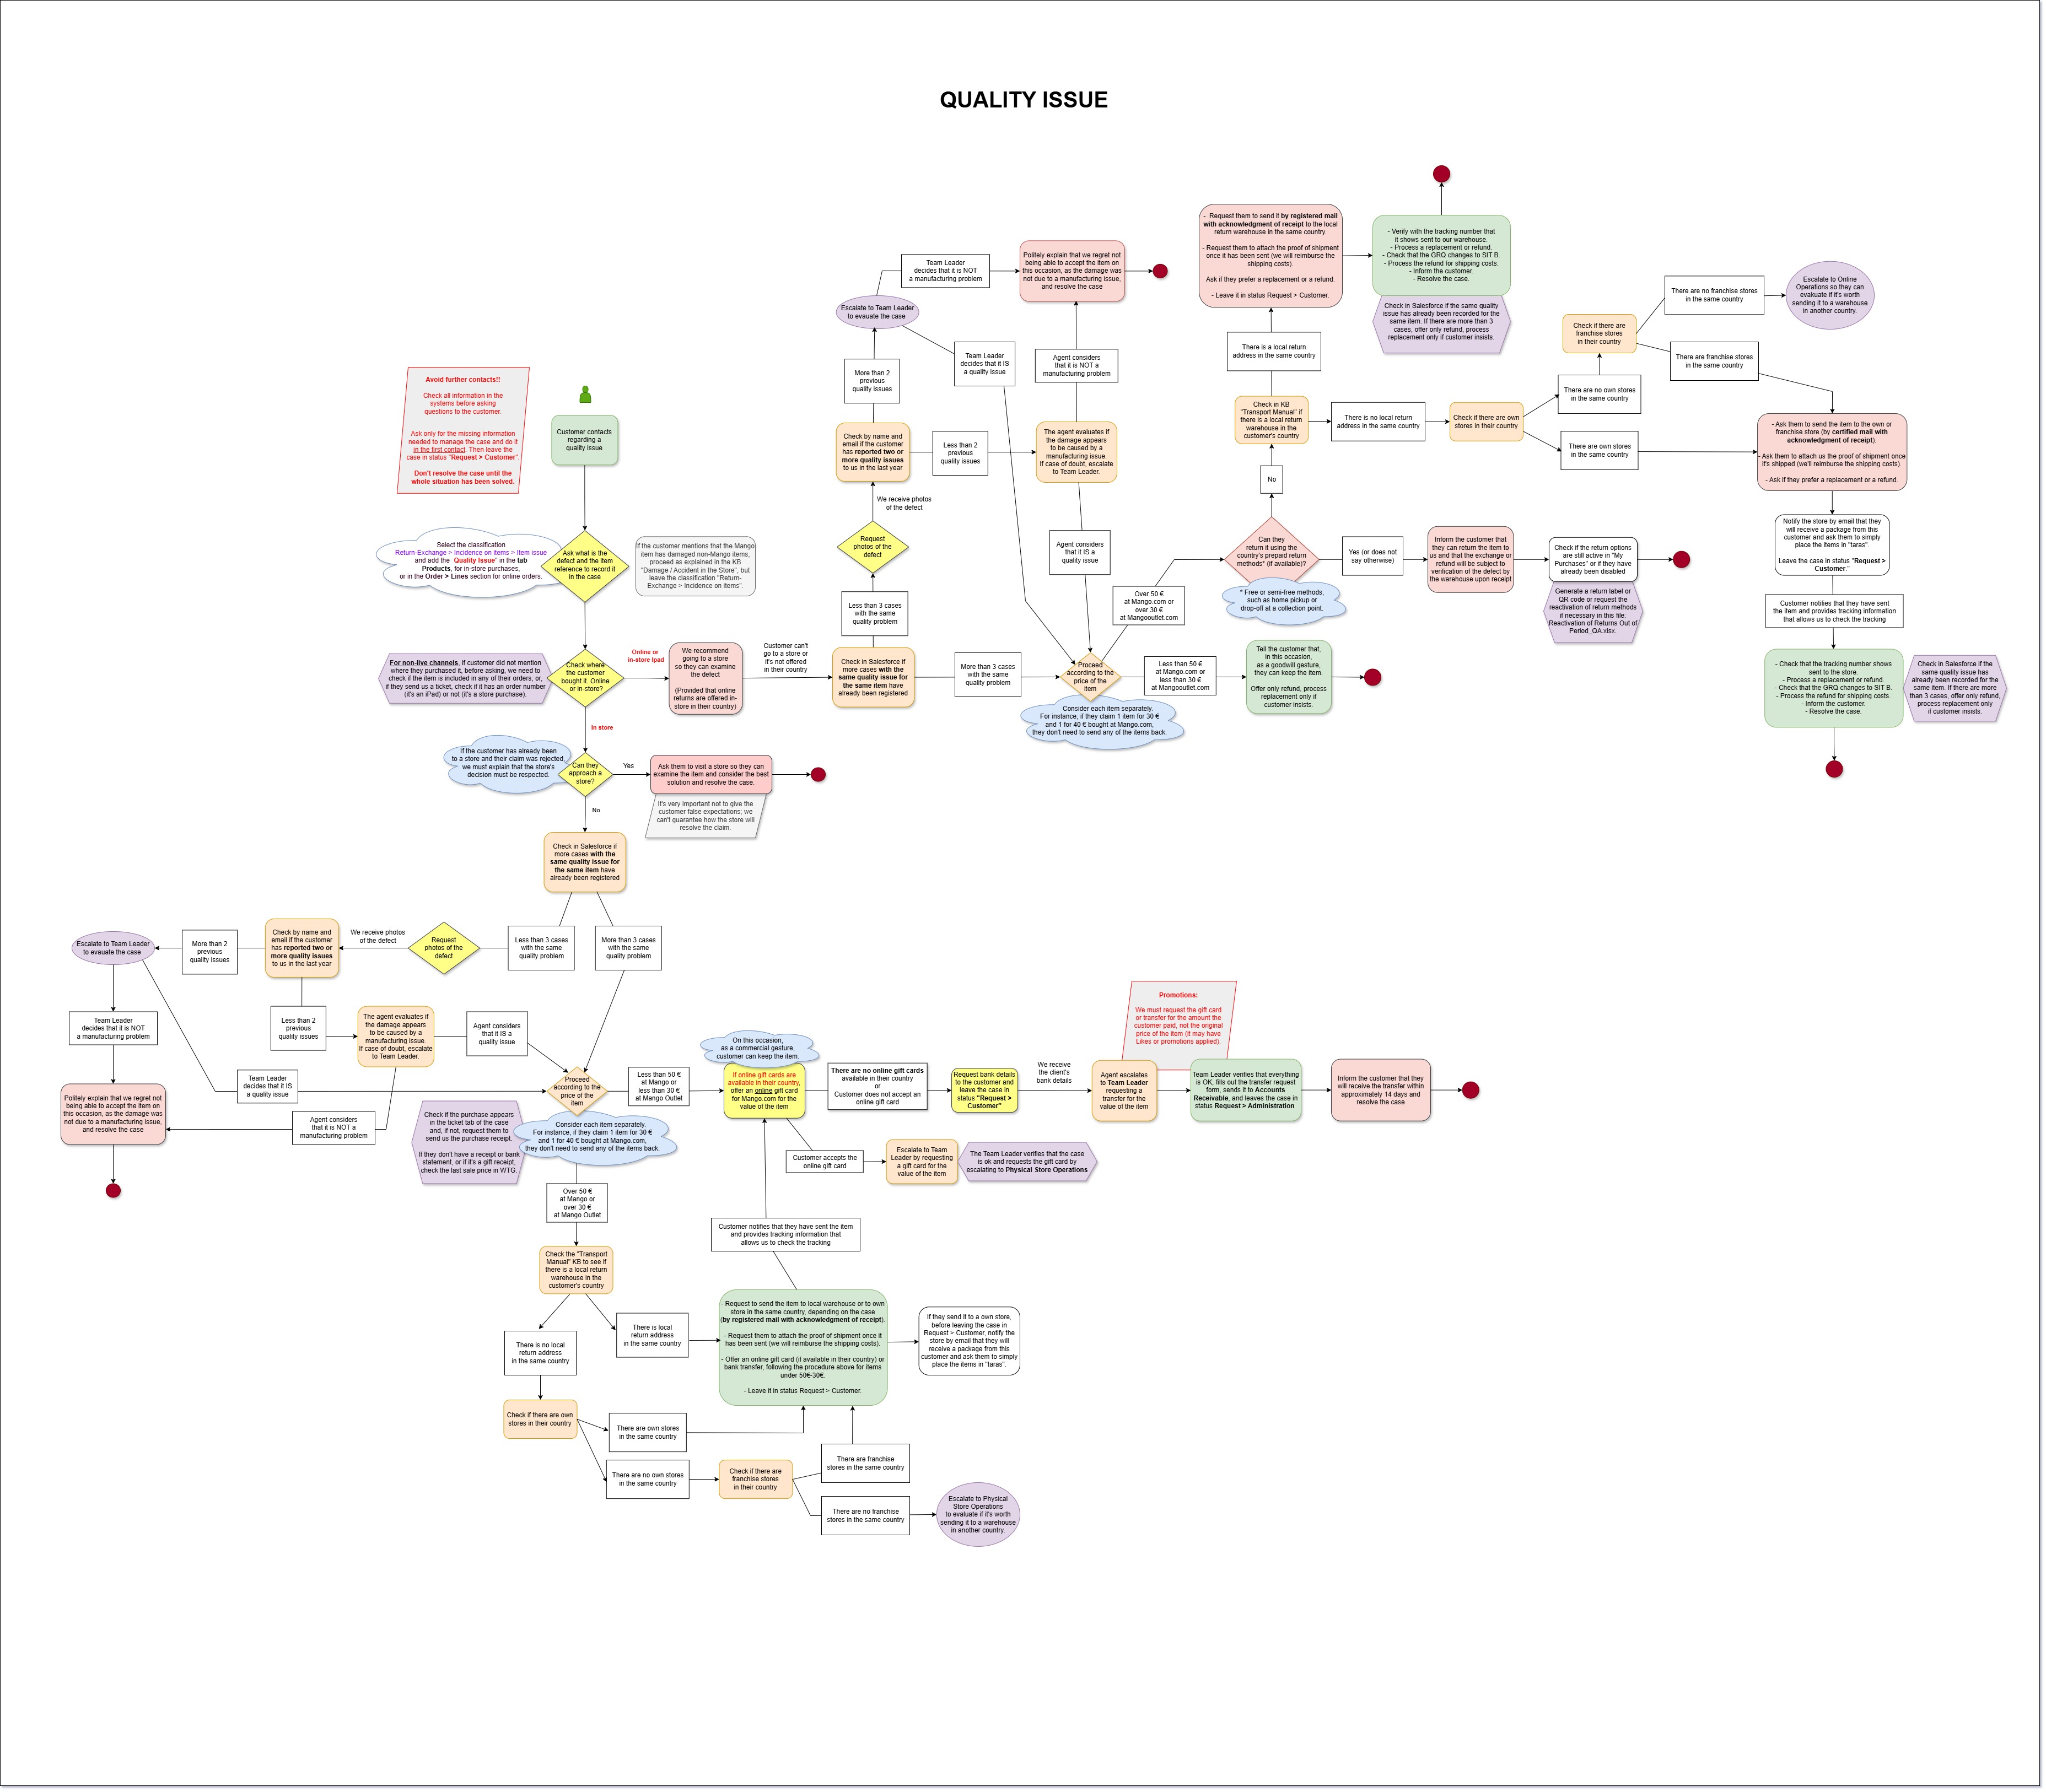 QUALITY ISSUE
Avoid further contacts!!
Check all information in the
systems before asking
questions to the customer.
Ask only for the missing information
needed to manage the case and do it
in the first contact. Then leave the
case in status "Request > Customer".
Don't resolve the case until the
whole situation has been solved.
Customer contacts
regarding a
quality issue
Select the classification
Return-Exchange > Incidence on items > Item issue
and add the "Quality Issue" in the tab
Products, for in-store purchases,
or in the Order > Lines section for online orders.
Ask what is the
defect and the item
reference to record it
in the case
If the customer mentions that the Mango
item has damaged non-Mango items,
proceed as explained in the KB
"Damage / Accident in the Store", but
leave the classification "Return-
Exchange > Incidence on items".
For non-live channels, if customer did not mention
where they purchased it, before asking, we need to
check if the item is included in any of their orders, or,
if they send us a ticket, check if it has an order number
(it's an iPad) or not (it's a store purchase).
Check where
the customer
bought it. Online
or in-store?
Online or
in-store Ipad
We recommend
going to a store
so they can examine
the defect
(Provided that online
returns are offered in-
store in their country)
Customer can't
go to a store or
it's not offered
in their country
Check in Salesforce if
more cases with the
same quality issue for
the same item have
already been registered
Less than 3 cases
with the same
quality problem
Request
photos of the
defect
We receive photos
of the defect
Check by name and
email if the customer
has reported two or
more quality issues
to us in the last year
More than 2
previous
quality issues
Escalate to Team Leader
to evauate the case
Team Leader
decides that it is NOT
a manufacturing problem
Politely explain that we regret not
being able to accept the item on
this occasion, as the damage was
not due to a manufacturing issue,
and resolve the case
Team Leader
decides that it IS
a quality issue
Less than 2
previous
quality issues
Agent considers
that it is NOT a
manufacturing problem
The agent evaluates if
the damage appears
to be caused by a
manufacturing issue.
If case of doubt, escalate
to Team Leader.
Agent considers
that it IS a
quality issue
More than 3 cases
with the same
quality problem
Proceed
according to the
price of the
item
Consider each item separately.
For instance, if they claim 1 item for 30 €
and 1 for 40 € bought at Mango.com,
they don't need to send any of the items back.
Less than 50 €
at Mango.com or
less than 30 €
at Mangooutlet.com
Tell the customer that,
in this occasion,
as a goodwill gesture,
they can keep the item.
Offer only refund, process
replacement only if
customer insists.
Over 50 €
at Mango.com or
over 30 €
at Mangooutlet.com
Can they
return it using the
country's prepaid return
methods* (if available)?
* Free or semi-free methods,
such as home pickup or
drop-off at a collection point.
Yes (or does not
say otherwise)
Inform the customer that
they can return the item to
us and that the exchange or
refund will be subject to
verification of the defect by
the warehouse upon receipt
Check if the return options
are still active in "My
Purchases" or if they have
already been disabled
Generate a return label or
QR code or request the
reactivation of return methods
if necessary in this file:
Reactivation of Returns Out of
Period_QA.xlsx.
No
Check in KB
"Transport Manual" if
there is a local return
warehouse in the
customer's country
There is a local return
address in the same country
- Request them to send it by registered mail
with acknowledgment of receipt to the local
return warehouse in the same country.
- Request them to attach the proof of shipment
once it has been sent (we will reimburse the
shipping costs).
Ask if they prefer a replacement or a refund.
- Leave it in status Request > Customer.
- Verify with the tracking number that
it shows sent to our warehouse.
- Process a replacement or refund.
- Check that the GRQ changes to SIT B.
- Process the refund for shipping costs.
- Inform the customer.
- Resolve the case.
Check in Salesforce if the same quality
issue has already been recorded for the
same item. If there are more than 3
cases, offer only refund, process
replacement only if customer insists.
There is no local return
address in the same country
Check if there are own
stores in their country
There are no own stores
in the same country
There are own stores
in the same country
Check if there are
franchise stores
in their country
There are no franchise stores
in the same country
Escalate to Online
Operations so they can
evakuate if it's worth
sending it to a warehouse
in another country.
There are franchise stores
in the same country
- Ask them to send the item to the own or
franchise store (by certified mail with
acknowledgment of receipt).
- Ask them to attach us the proof of shipment once
it's shipped (we'll reimburse the shipping costs).
- Ask if they prefer a replacement or a refund.
Notify the store by email that they
will receive a package from this
customer and ask them to simply
place the items in "taras".
Leave the case in status "Request >
Customer."
Customer notifies that they have sent
the item and provides tracking information
that allows us to check the tracking
- Check that the tracking number shows
sent to the store.
- Process a replacement or refund.
- Check that the GRQ changes to SIT B.
- Process the refund for shipping costs.
- Inform the customer.
- Resolve the case.
Check in Salesforce if the
same quality issue has
already been recorded for the
same item. If there are more
than 3 cases, offer only refund,
process replacement only
if customer insists.
In store
If the customer has already been
to a store and their claim was rejected,
we must explain that the store's
decision must be respected.
Can they
approach a
store?
Yes
Ask them to visit a store so they can
examine the item and consider the best
solution and resolve the case.
It's very important not to give the
customer false expectations; we
can't guarantee how the store will
resolve the claim.
No
Check in Salesforce if
more cases with the
same quality issue for
the same item have
already been registered
Less than 3 cases
with the same
quality problem
More than 3 cases
with the same
quality problem
Request
photos of the
defect
We receive photos
of the defect
Check by name and
email if the customer
has reported two or
more quality issues
to us in the last year
More than 2
previous
quality issues
Escalate to Team Leader
to evauate the case
Team Leader
decides that it is NOT
a manufacturing problem
Politely explain that we regret not
being able to accept the item on
this occasion, as the damage was
not due to a manufacturing issue,
and resolve the case
Less than 2
previous
quality issues
The agent evaluates if
the damage appears
to be caused by a
manufacturing issue.
If case of doubt, escalate
to Team Leader.
Agent considers
that it IS a
quality issue
Team Leader
decides that it IS
a quality issue
Agent considers
that it is NOT a
manufacturing problem
Proceed
according to the
price of the
item
Check if the purchase appears
in the ticket tab of the case
and, if not, request them to
send us the purchase receipt.
If they don't have a receipt or bank
statement, or if it's a gift receipt,
check the last sale price in WTG.
Consider each item separately.
For instance, if they claim 1 item for 30 €
and 1 for 40 € bought at Mango.com,
they don't need to send any of the items back.
Less than 50 €
at Mango or
less than 30 €
at Mango Outlet
On this occasion,
as a commercial gesture,
customer can keep the item.
If online gift cards are
available in their country,
offer an online gift card
for Mango.com for the
value of the item
There are no online gift cards
available in their country
or
Customer does not accept an
online gift card
Request bank details
to the customer and
leave the case in
status "Request >
Customer"
We receive
the client's
bank details
Promotions:
We must request the gift card
or transfer for the amount the
customer paid, not the original
price of the item (it may have
Likes or promotions applied).
Agent escalates
to Team Leader
requesting a
transfer for the
value of the item
Team Leader verifies that everything
is OK, fills out the transfer request
form, sends it to Accounts
Receivable, and leaves the case in
status Request > Administration
Inform the customer that they
will receive the transfer within
approximately 14 days and
resolve the case
Customer accepts the
online gift card
Escalate to Team
Leader by requesting
a gift card for the
value of the item
The Team Leader verifies that the case
is ok and requests the gift card by
escalating to Physical Store Operations
Over 50 €
at Mango or
over 30 €
at Mango Outlet
Check the "Transport
Manual" KB to see if
there is a local return
warehouse in the
customer's country
There is local
return address
in the same country
There is no local
return address
in the same country
Customer notifies that they have sent the item
and provides tracking information that
allows us to check the tracking
- Request to send the item to local warehouse or to own
store in the same country, depending on the case
(by registered mail with acknowledgment of receipt).
- Request them to attach the proof of shipment once it
has been sent (we will reimburse the shipping costs).
- Offer an online gift card (if available in their country) or
bank transfer, following the procedure above for items
under 50€-30€.
- Leave it in status Request > Customer.
If they send it to a own store,
before leaving the case in
Request > Customer, notify the
store by email that they will
receive a package from this
customer and ask them to simply
place the items in "taras".
Check if there are own
stores in their country
There are own stores
in the same country
There are no own stores
in the same country
Check if there are
franchise stores
in their country
There are franchise
stores in the same country
There are no franchise
stores in the same country
Escalate to Physical
Store Operations
to evaluate if it's worth
sending it to a warehouse
in another country.